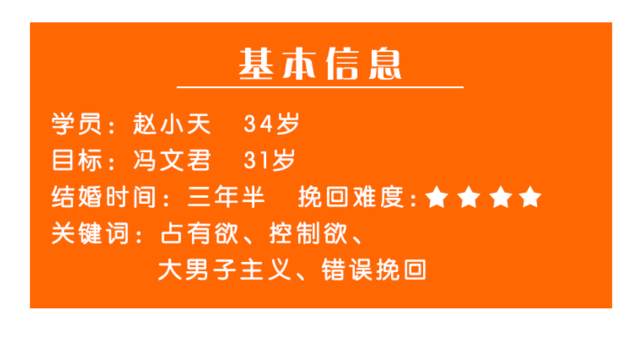 基本信息
学员：赵小天 34岁
目标：冯文君 31岁
结婚时间：三年半 挽回难度:★★★★
关键词：占有欲、控制欲、
大男子主义、错误挽回